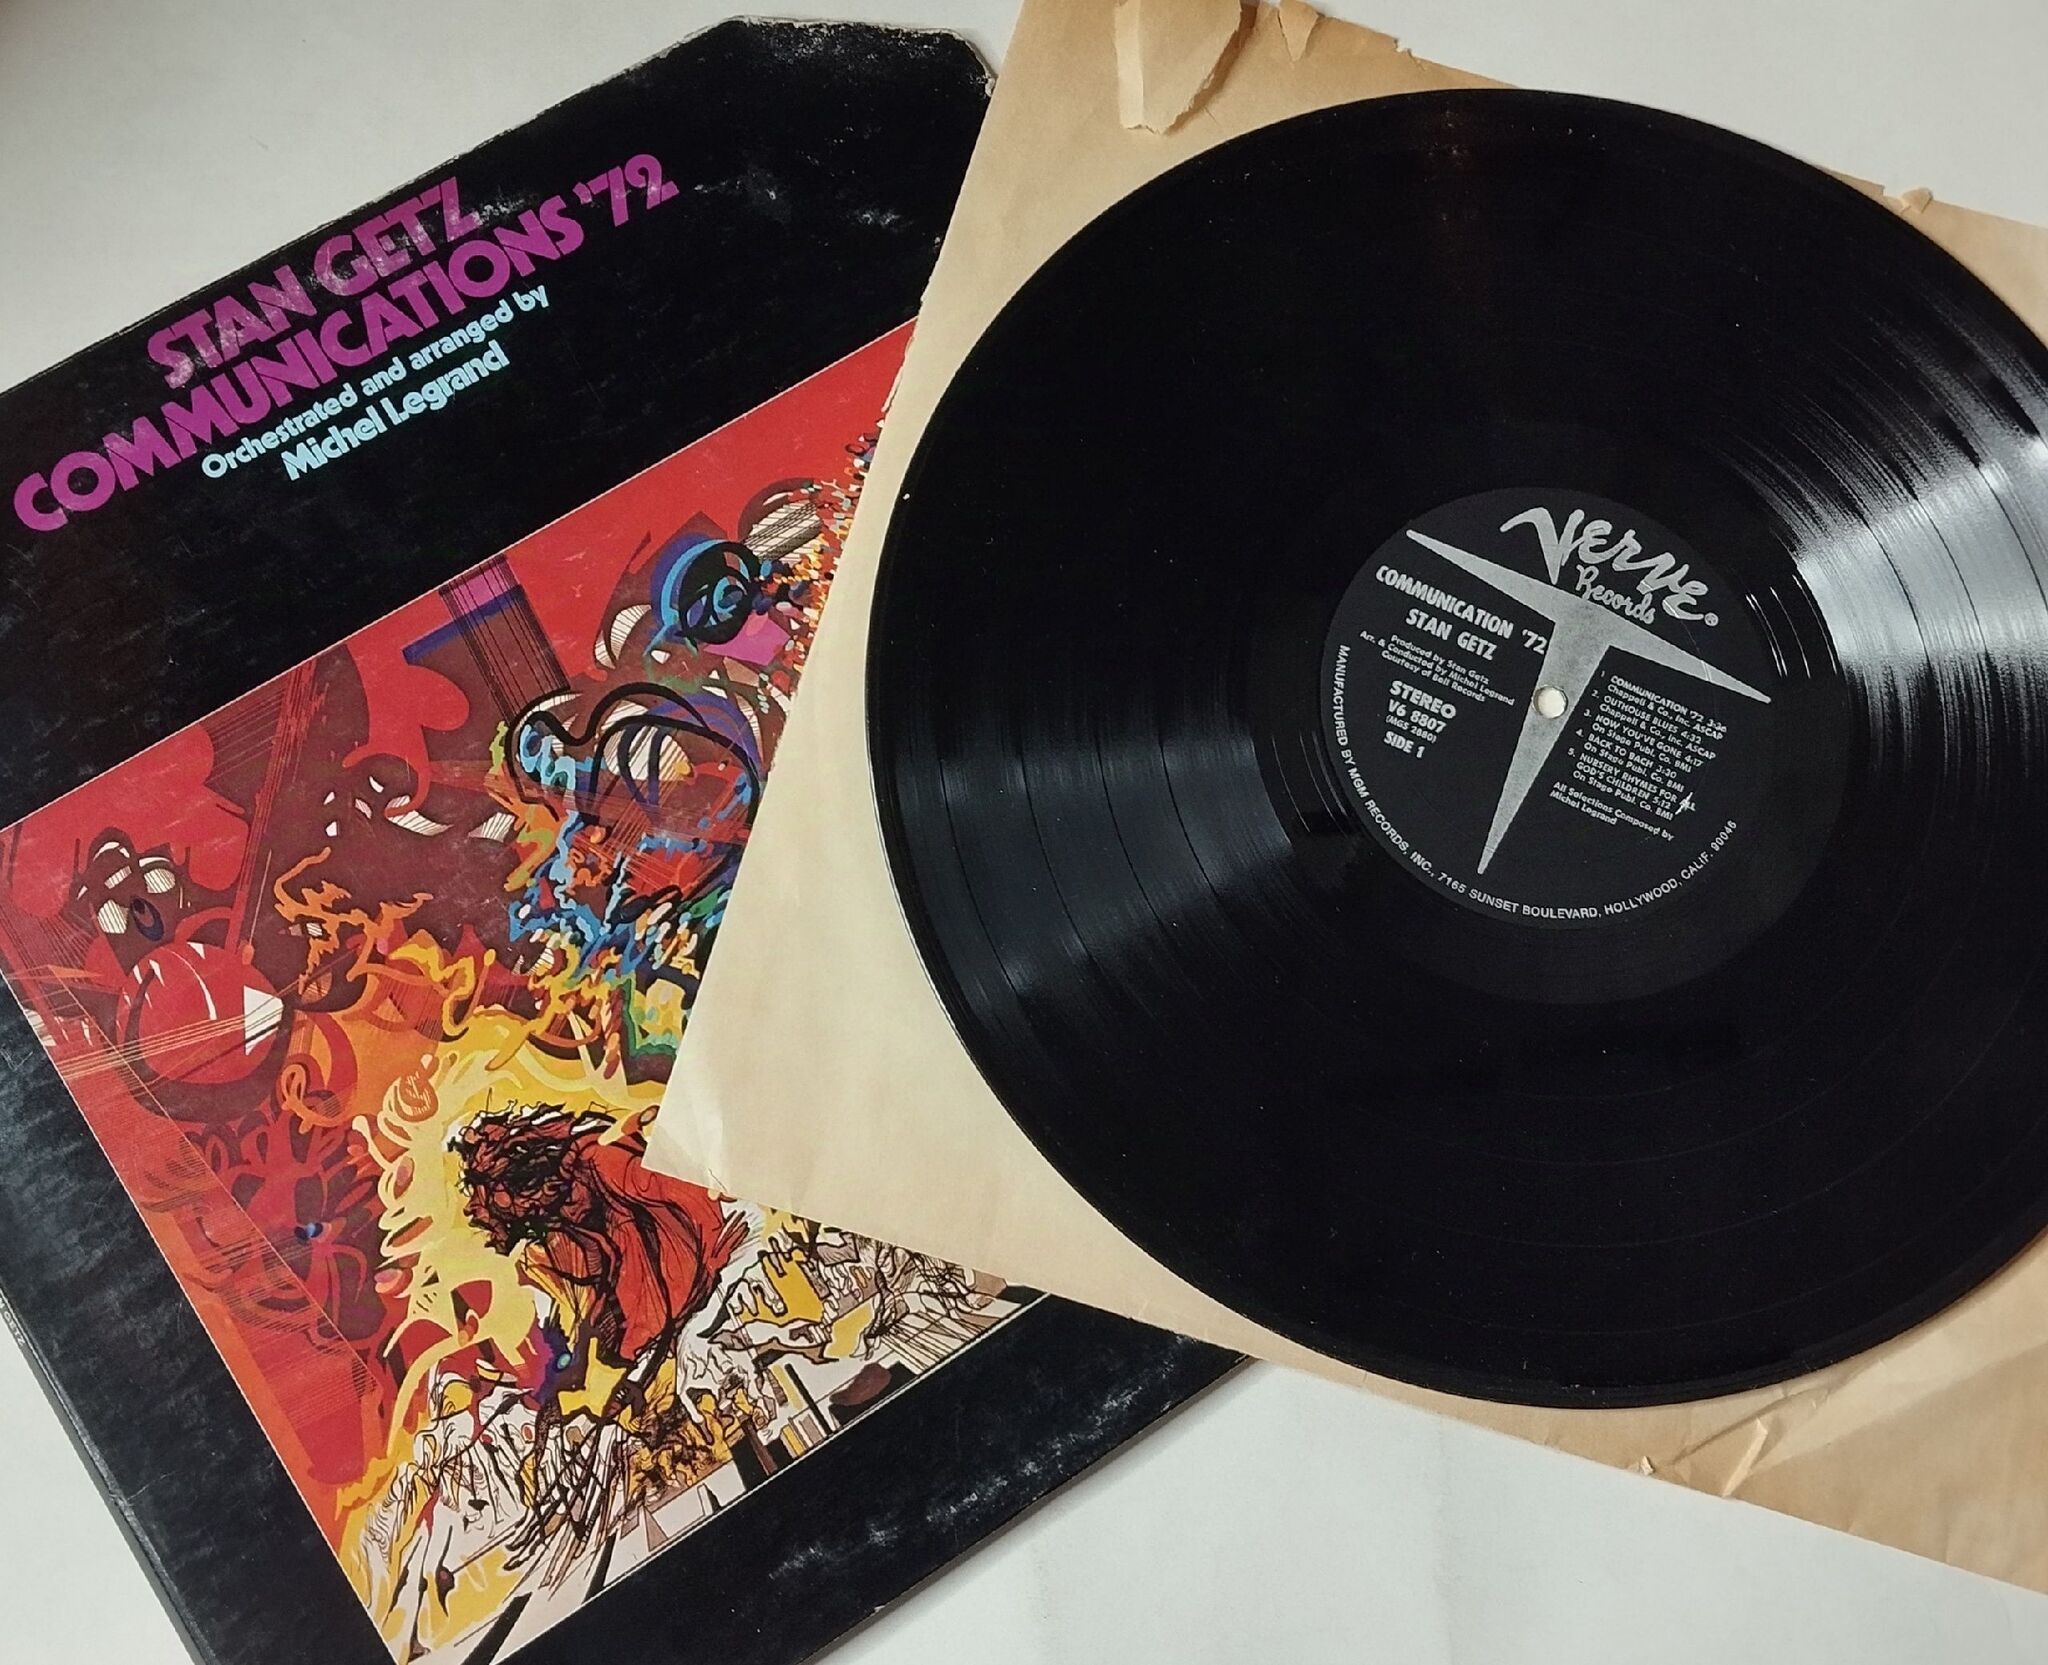 STAN GETZ
COMMUNICATIONS '72
Orchestrated and arranged by
Michel Legrand
VERVE®
Records
COMMUNICATION '72
STAN GETZ
Produced by Stan Getz
Arr. & Conducted by Michel Legrand
Courtesy of Bell Records
STEREO
V6 8807
(MGS 2880)
SIDE 1
1 COMMUNICATION '72 3:26
Chappell & Co., Inc. ASCAP
2. OUTHOUSE BLUES 4:32
Chappell & Co., Inc. ASCAP
3. NOW YOU'VE GONE 4:17
On Stage Publ. Co. BMI
4. BACK TO BACH 3:30
On Stage Publ. Co. BMI
5. NURSERY RHYMES FOR ALL
GOD'S CHILDREN 5:12
On Stage Publ. Co. BMI
All Selections Composed by
Michel Legrand
MANUFACTURED BY MGM RECORDS, INC., 7165 SUNSET BOULEVARD, HOLLYWOOD, CALIF. 90046
GETZ